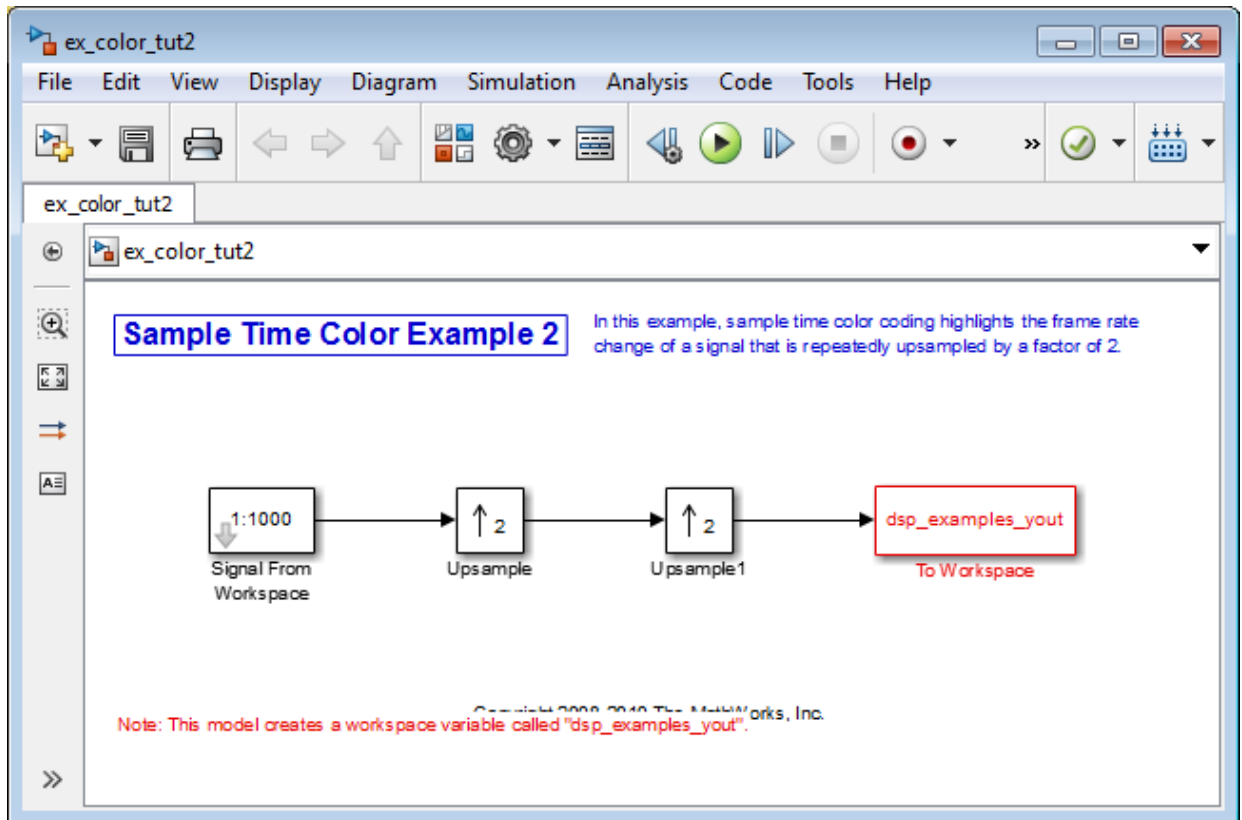 ex_color_tut2
File Edit View Display Diagram Simulation Analysis Code Tools Help
ex_color_tut2
ex_color_tut2
Sample Time Color Example 2
In this example, sample time color coding highlights the frame rate
change of a signal that is repeatedly upsampled by a factor of 2.
1:1000
2
2
dsp_examples_yout
Signal From
Workspace
Upsample
Upsample1
To Workspace
MathWorks, Inc.
Note: This model creates a workspace variable called "dsp_examples_yout".